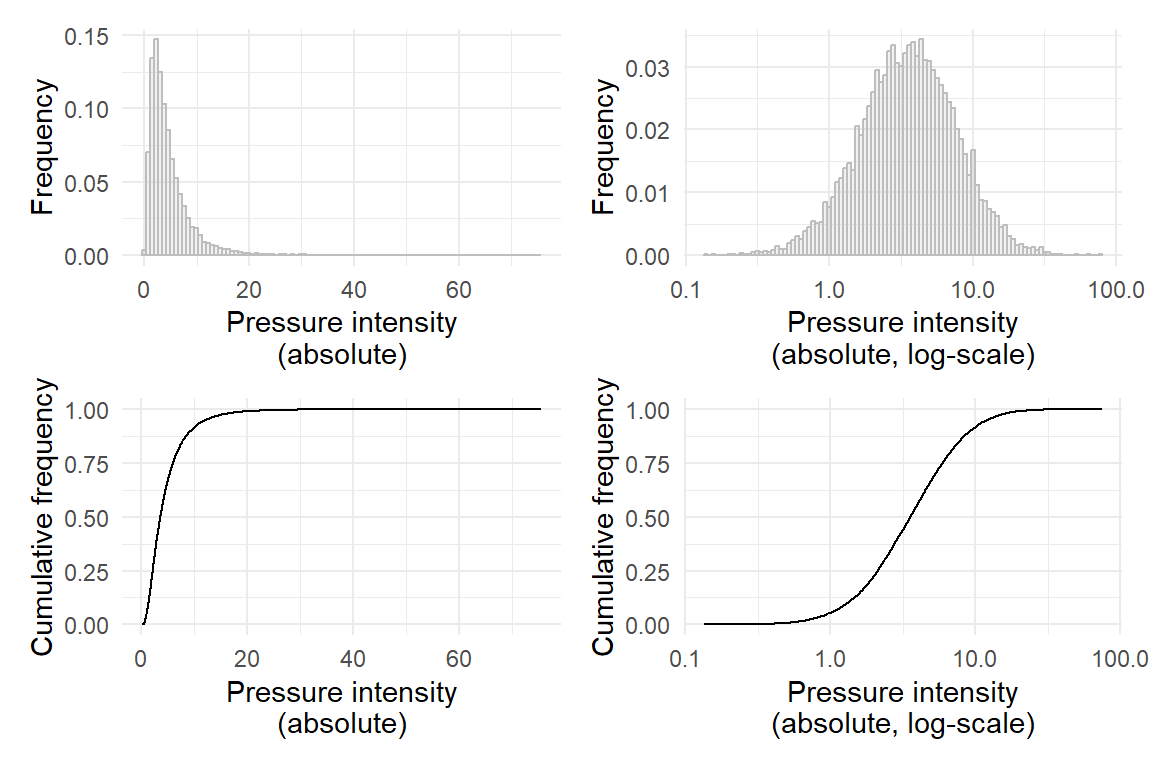 Frequency
0.15
0.10
0.05
0.00
0 20 40 60
Pressure intensity
(absolute)
Frequency
0.03
0.02
0.01
0.00
0.1 1.0 10.0 100.0
Pressure intensity
(absolute, log-scale)
Cumulative frequency
1.00
0.75
0.50
0.25
0.00
0 20 40 60
Pressure intensity
(absolute)
Cumulative frequency
1.00
0.75
0.50
0.25
0.00
0.1 1.0 10.0 100.0
Pressure intensity
(absolute, log-scale)